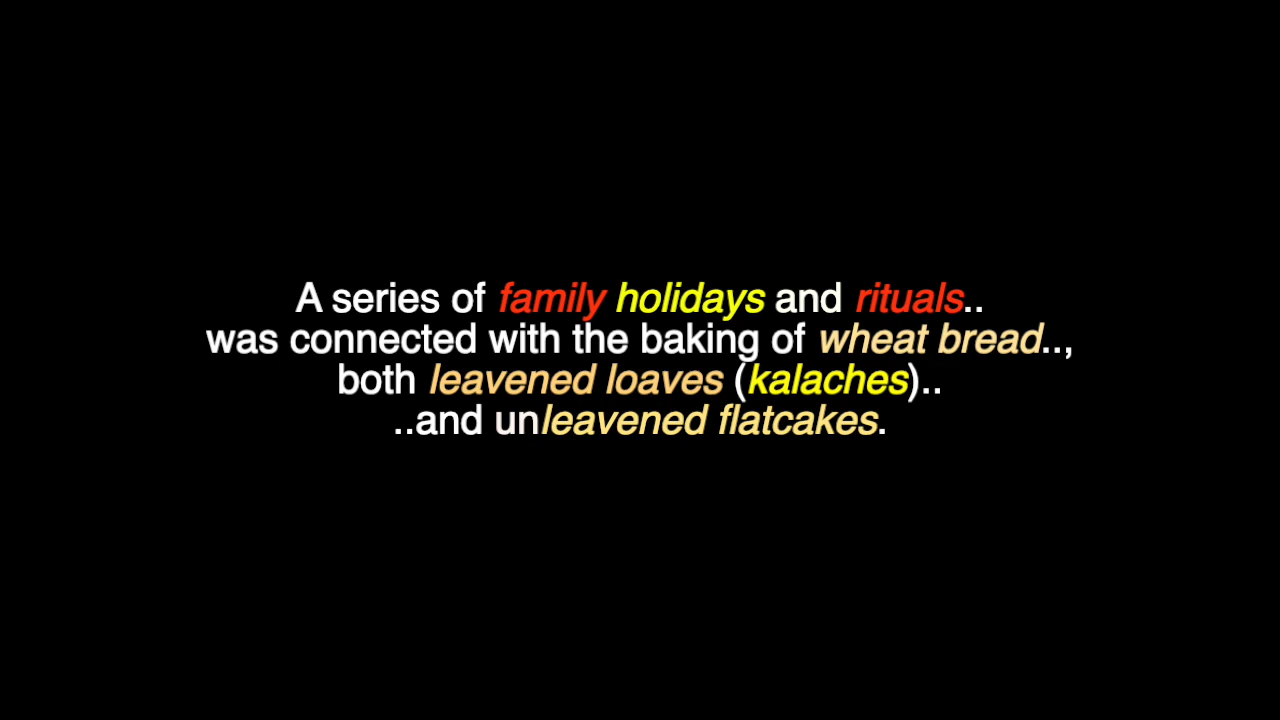 A series of family holidays and rituals..
was connected with the baking of wheat bread..,
both leavened loaves (kalaches)..
..and unleavened flatcakes.